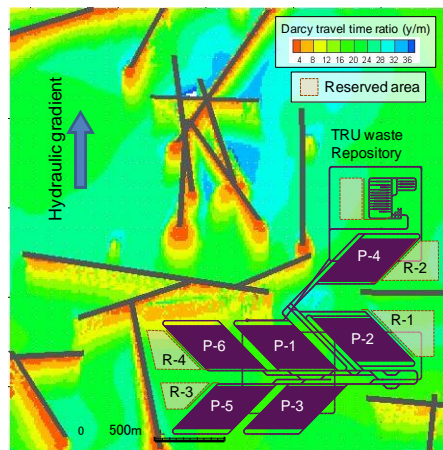 Darcy travel time ratio (y/m)
4 8 12 16 20 24 28 32 36
Reserved area
Hydraulic gradient
TRU waste
Repository
P-4
R-2
R-1
P-6
P-1
P-2
R-4
R-3
P-5
P-3
0 500m